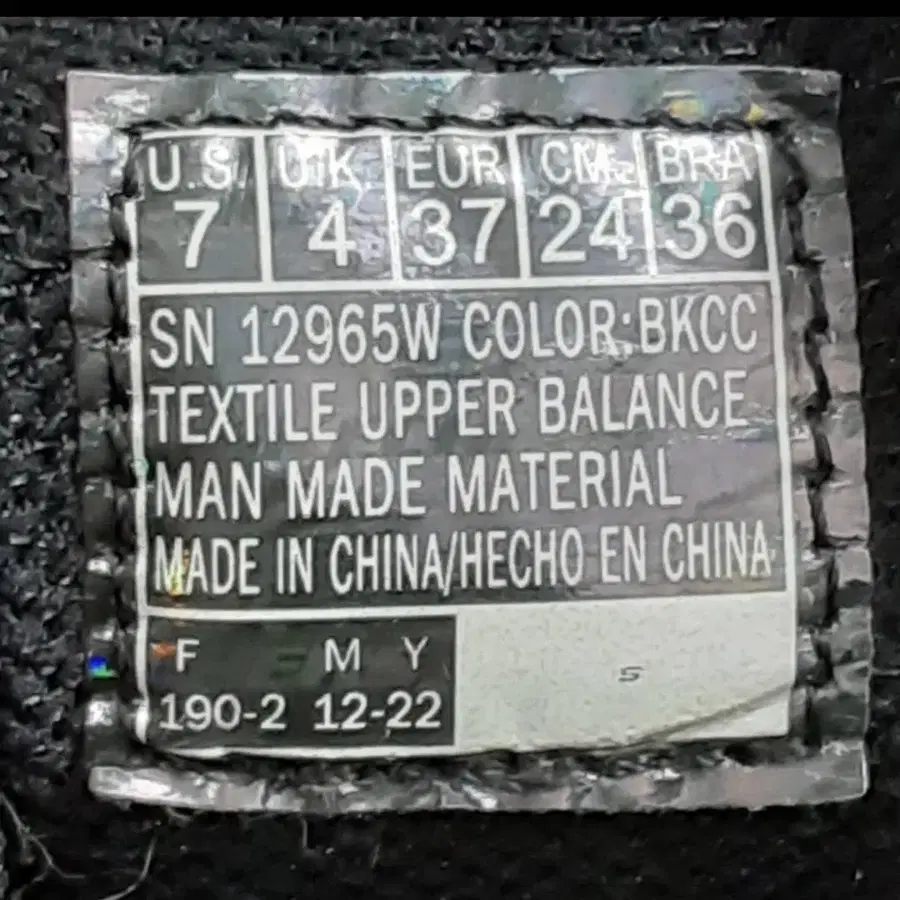 U.S. U.K. EUR CM. BRA
7 4 37 24 36
SN 12965W COLOR:BKCC
TEXTILE UPPER BALANCE
MAN MADE MATERIAL
MADE IN CHINA/HECHO EN CHINA
F M Y
190-2 12-22
5